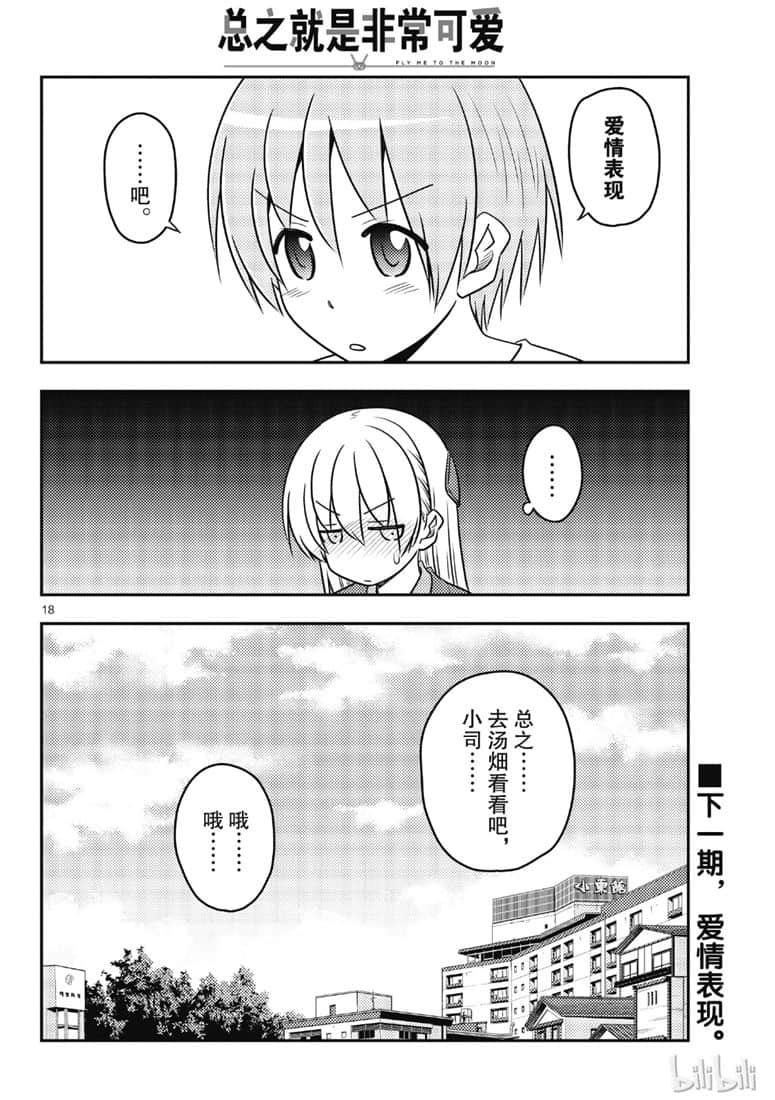 总之就是非常可爱
FLY ME TO THE MOON
爱情表现
……吧。
……
18
总之……
去汤畑看看吧，
小司……
哦……
哦……
■下一期，爱情表现。
bilibili